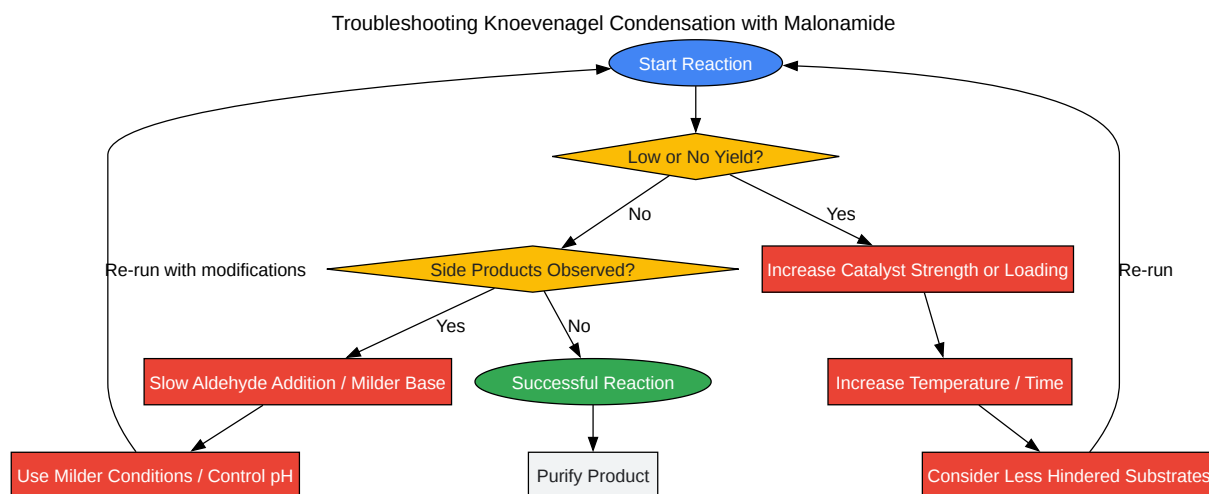 Troubleshooting Knoevenagel Condensation with Malonamide
Start Reaction
Low or No Yield?
No
Yes
Re-run with modifications
Side Products Observed?
Increase Catalyst Strength or Loading
Re-run
Yes
No
Slow Aldehyde Addition / Milder Base
Successful Reaction
Increase Temperature / Time
Use Milder Conditions / Control pH
Purify Product
Consider Less Hindered Substrates